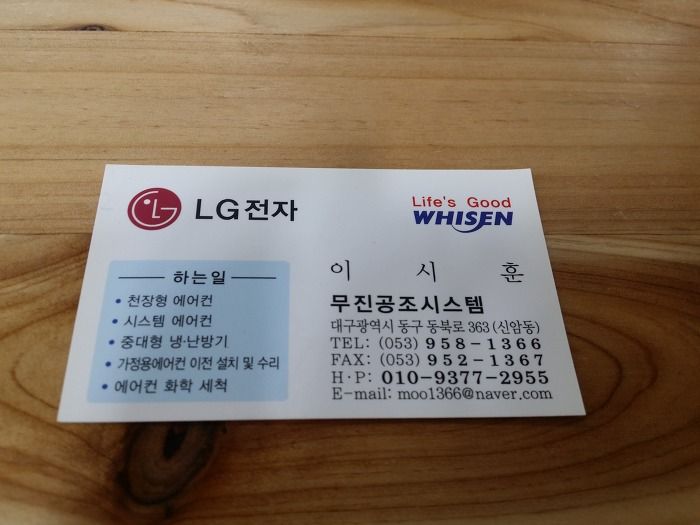 LG전자
Life's Good
WHISEN
하는일
• 천장형 에어컨
• 시스템 에어컨
• 중대형 냉·난방기
• 가정용에어컨 이전 설치 및 수리
• 에어컨 화학 세척
이 시 훈
무진공조시스템
대구광역시 동구 동북로 363 (신암동)
TEL: (053) 958-1366
FAX: (053) 952-1367
H·P: 010-9377-2955
E-mail: moo1366@naver.com